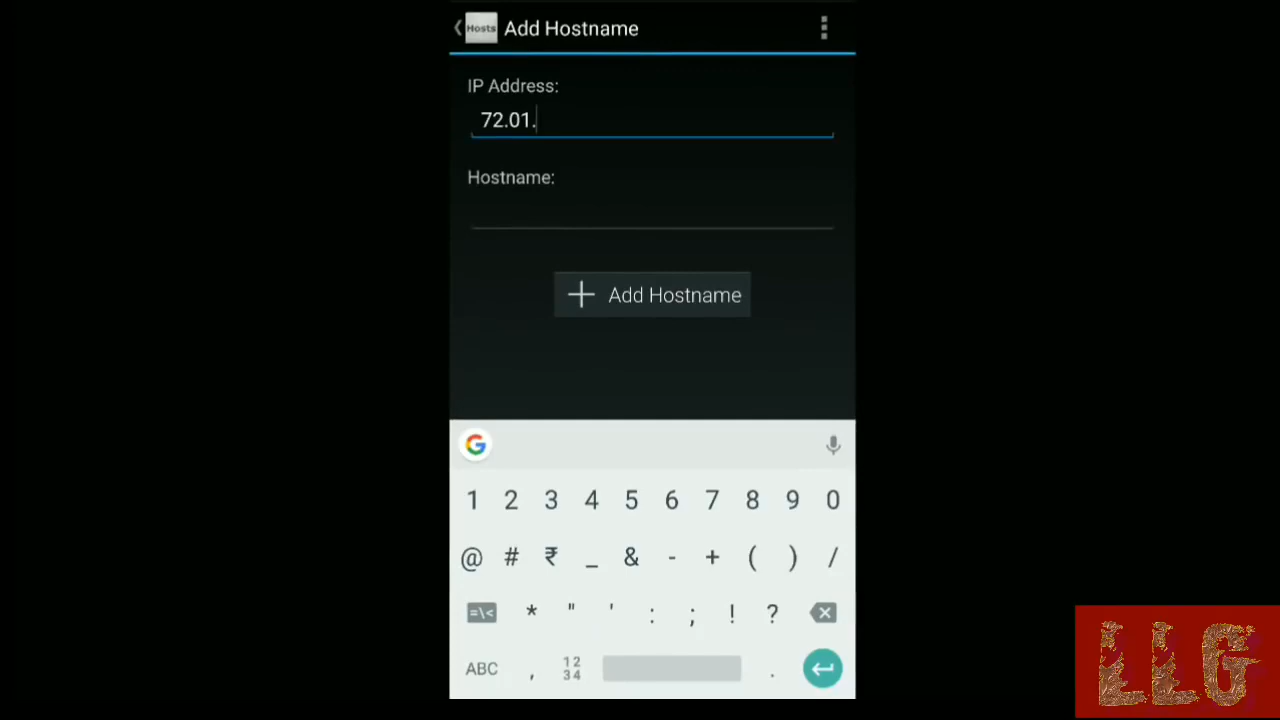 Hosts Add Hostname
IP Address:
72.01.
Hostname:
+ Add Hostname
G
1 2 3 4 5 6 7 8 9 0
@ # ₹ _ & - + ( ) /
=\< * " ' : ; ! ?
ABC , 12 34 .
LLG